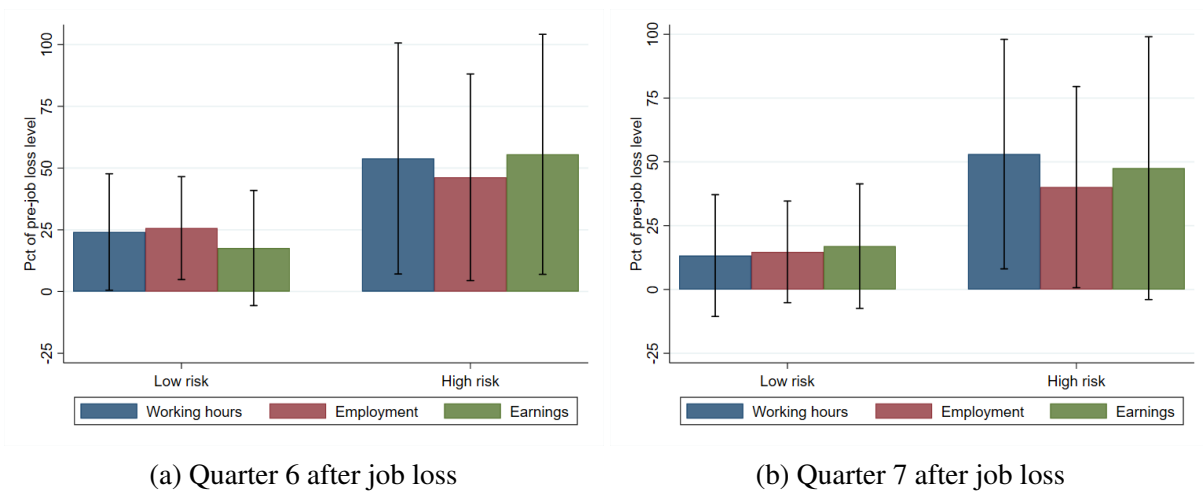 100
75
50
25
0
-25
Pct of pre-job loss level
Low risk
High risk
Working hours
Employment
Earnings
(a) Quarter 6 after job loss
100
75
50
25
0
-25
Pct of pre-job loss level
Low risk
High risk
Working hours
Employment
Earnings
(b) Quarter 7 after job loss